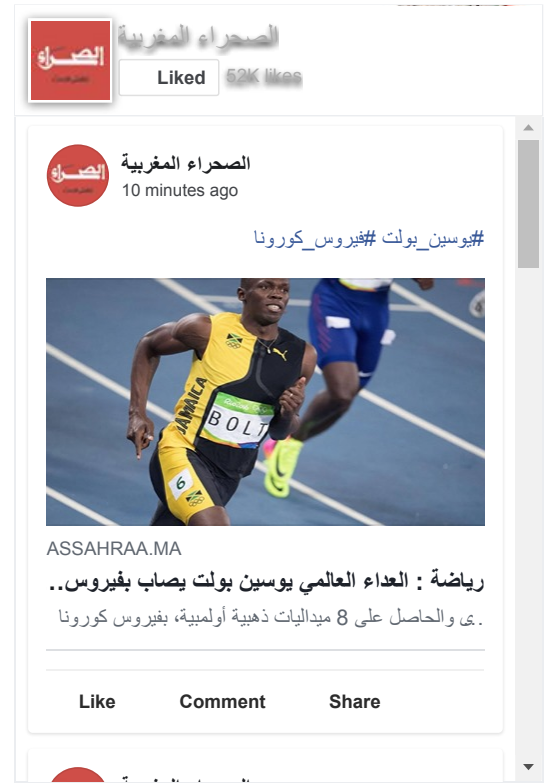 الصحراء المغربية
Liked
52K likes
الصحراء المغربية
10 minutes ago
#يوسين_بولت #فيروس_كورونا
JAMAICA
BOLT
6
ASSAHRAA.MA
رياضة : العداء العالمي يوسين بولت يصاب بفيروس..
.ى والحاصل على 8 ميداليات ذهبية أولمبية، بفيروس كورونا
Like
Comment
Share